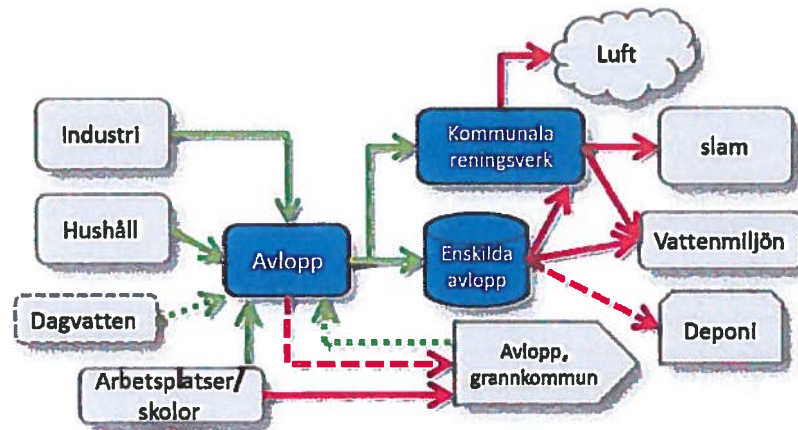 Luft
Industri
Kommunala
reningsverk
slam
Hushåll
Avlopp
Enskilda
avlopp
Vattenmiljön
Dagvatten
Deponi
Avlopp,
grannkommun
Arbetsplatser/
skolor